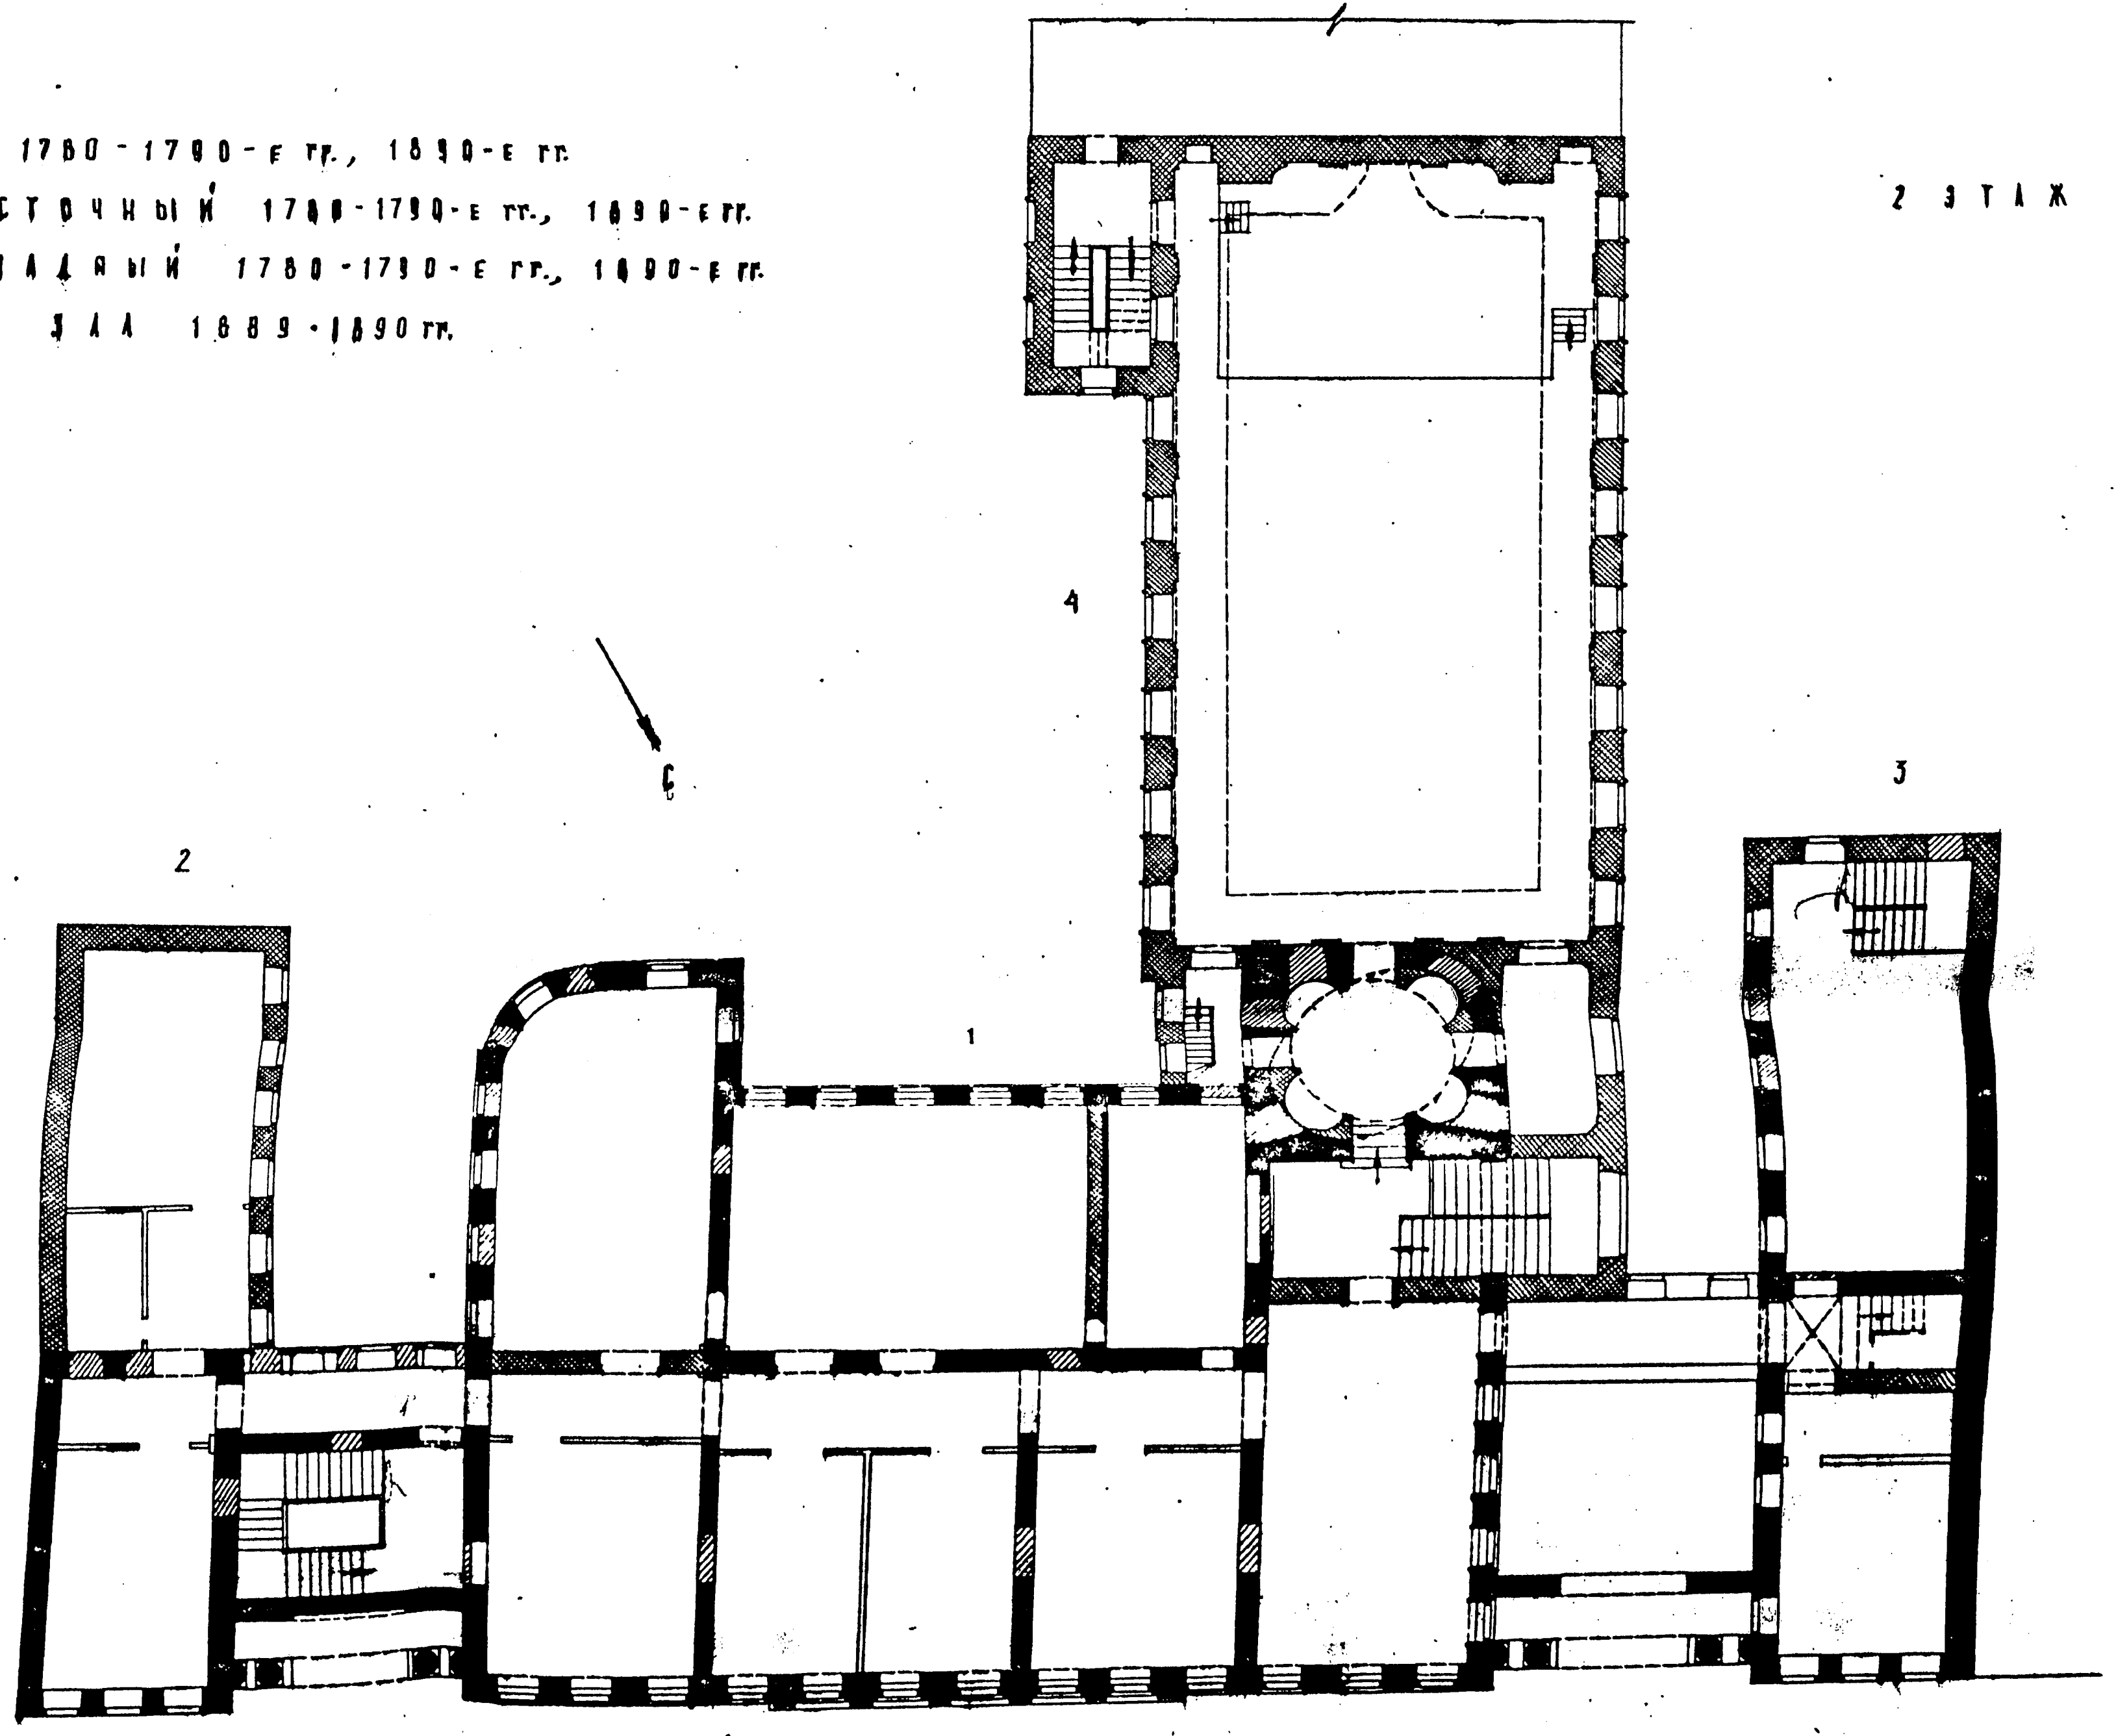 1780-1790-е гг., 1890-е гг.
сточный 1780-1790-е гг., 1890-е гг.
адный 1780-1790-е гг., 1890-е гг.
зал 1889-1890 гг.
2 этаж
4
С
3
2
1